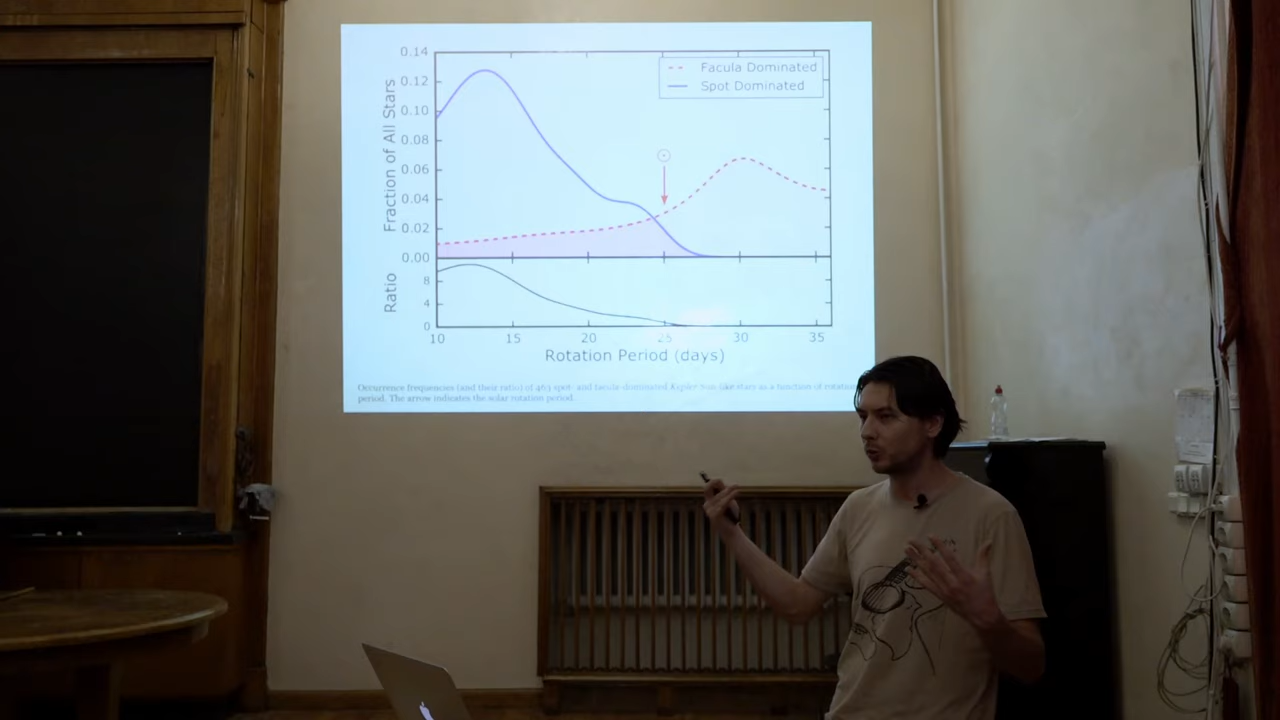 0.14
0.12
0.10
0.08
0.06
0.04
0.02
0.00
Fraction of All Stars
Facula Dominated
Spot Dominated
8
4
0
Ratio
10 15 20 25 30 35
Rotation Period (days)
Occurrence frequencies (and their ratio) of 463 spot- and facula-dominated Kepler Sun-like stars as a function of rotation
period. The arrow indicates the solar rotation period.